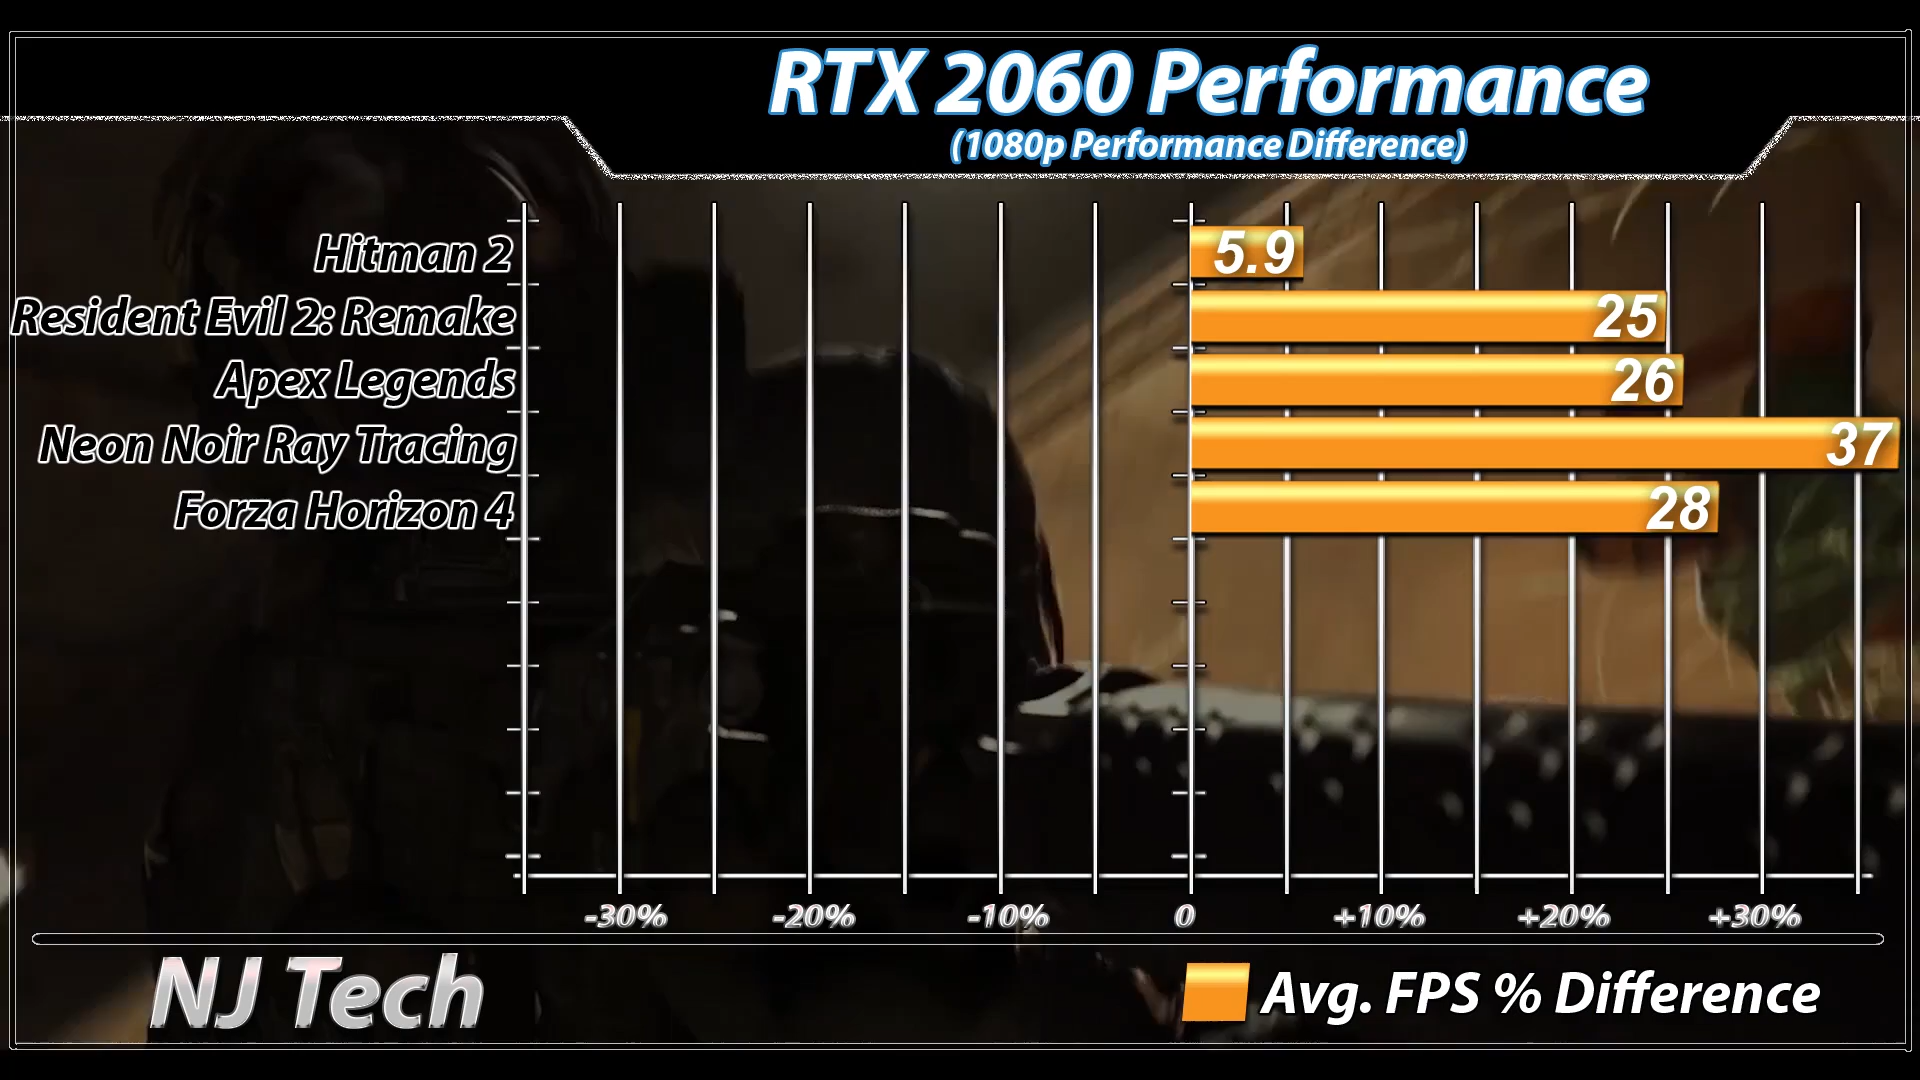 RTX 2060 Performance
(1080p Performance Difference)
Hitman 2 5.9
Resident Evil 2: Remake 25
Apex Legends 26
Neon Noir Ray Tracing 37
Forza Horizon 4 28
-30% -20% -10% 0 +10% +20% +30%
NJ Tech
Avg. FPS % Difference